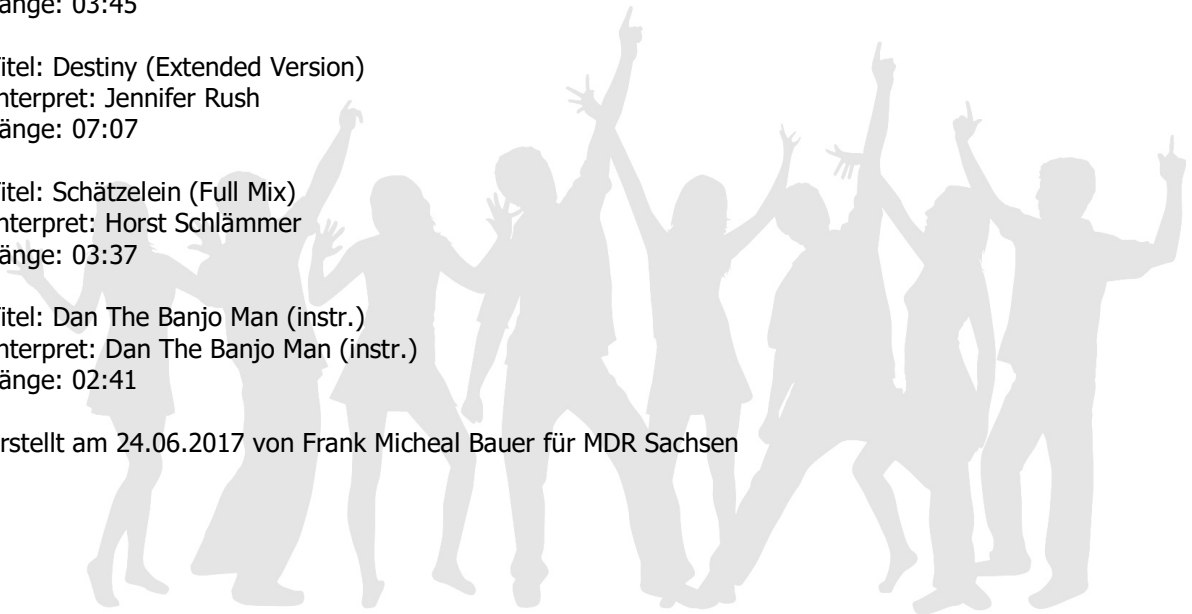 änge: 03:45
itel: Destiny (Extended Version)
nterpret: Jennifer Rush
änge: 07:07
itel: Schätzelein (Full Mix)
nterpret: Horst Schlämmer
änge: 03:37
itel: Dan The Banjo Man (instr.)
nterpret: Dan The Banjo Man (instr.)
änge: 02:41
rstellt am 24.06.2017 von Frank Micheal Bauer für MDR Sachsen